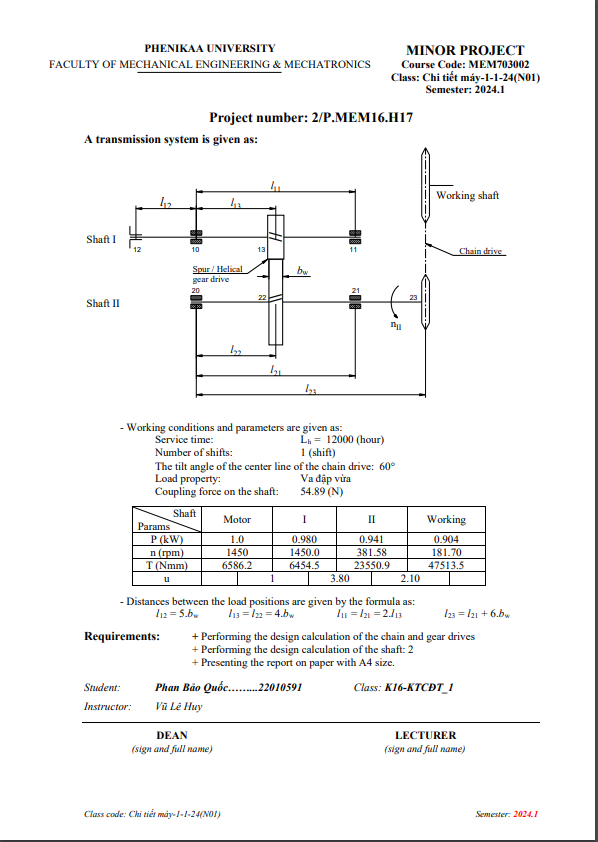 PHENIKAA UNIVERSITY
FACULTY OF MECHANICAL ENGINEERING & MECHATRONICS
MINOR PROJECT
Course Code: MEM703002
Class: Chi tiết máy-1-1-24(N01)
Semester: 2024.1
Project number: 2/P.MEM16.H17
A transmission system is given as:
l11
l12 l13
Working shaft
Shaft I
12 10 13 11
Chain drive
Spur / Helical
gear drive
bw
20 22 21 23
Shaft II
nII
l22
l21
l23
- Working conditions and parameters are given as:
Service time: Lh = 12000 (hour)
Number of shifts: 1 (shift)
The tilt angle of the center line of the chain drive: 60°
Load property: Va đập vừa
Coupling force on the shaft: 54.89 (N)
Shaft
Params Motor I II Working
P (kW) 1.0 0.980 0.941 0.904
n (rpm) 1450 1450.0 381.58 181.70
T (Nmm) 6586.2 6454.5 23550.9 47513.5
u 1 3.80 2.10
- Distances between the load positions are given by the formula as:
l12 = 5.bw l13 = l22 = 4.bw l11 = l21 = 2.l13 l23 = l21 + 6.bw
Requirements: + Performing the design calculation of the chain and gear drives
+ Performing the design calculation of the shaft: 2
+ Presenting the report on paper with A4 size.
Student: Phan Bảo Quốc……...22010591 Class: K16-KTCĐT_1
Instructor: Vũ Lê Huy
DEAN LECTURER
(sign and full name) (sign and full name)
Class code: Chi tiết máy-1-1-24(N01) Semester: 2024.1